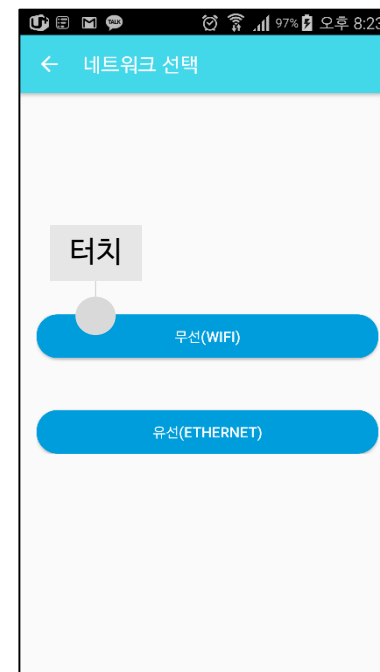 TALK 97% 오후 8:23
네트워크 선택
터치
무선(WIFI)
유선(ETHERNET)